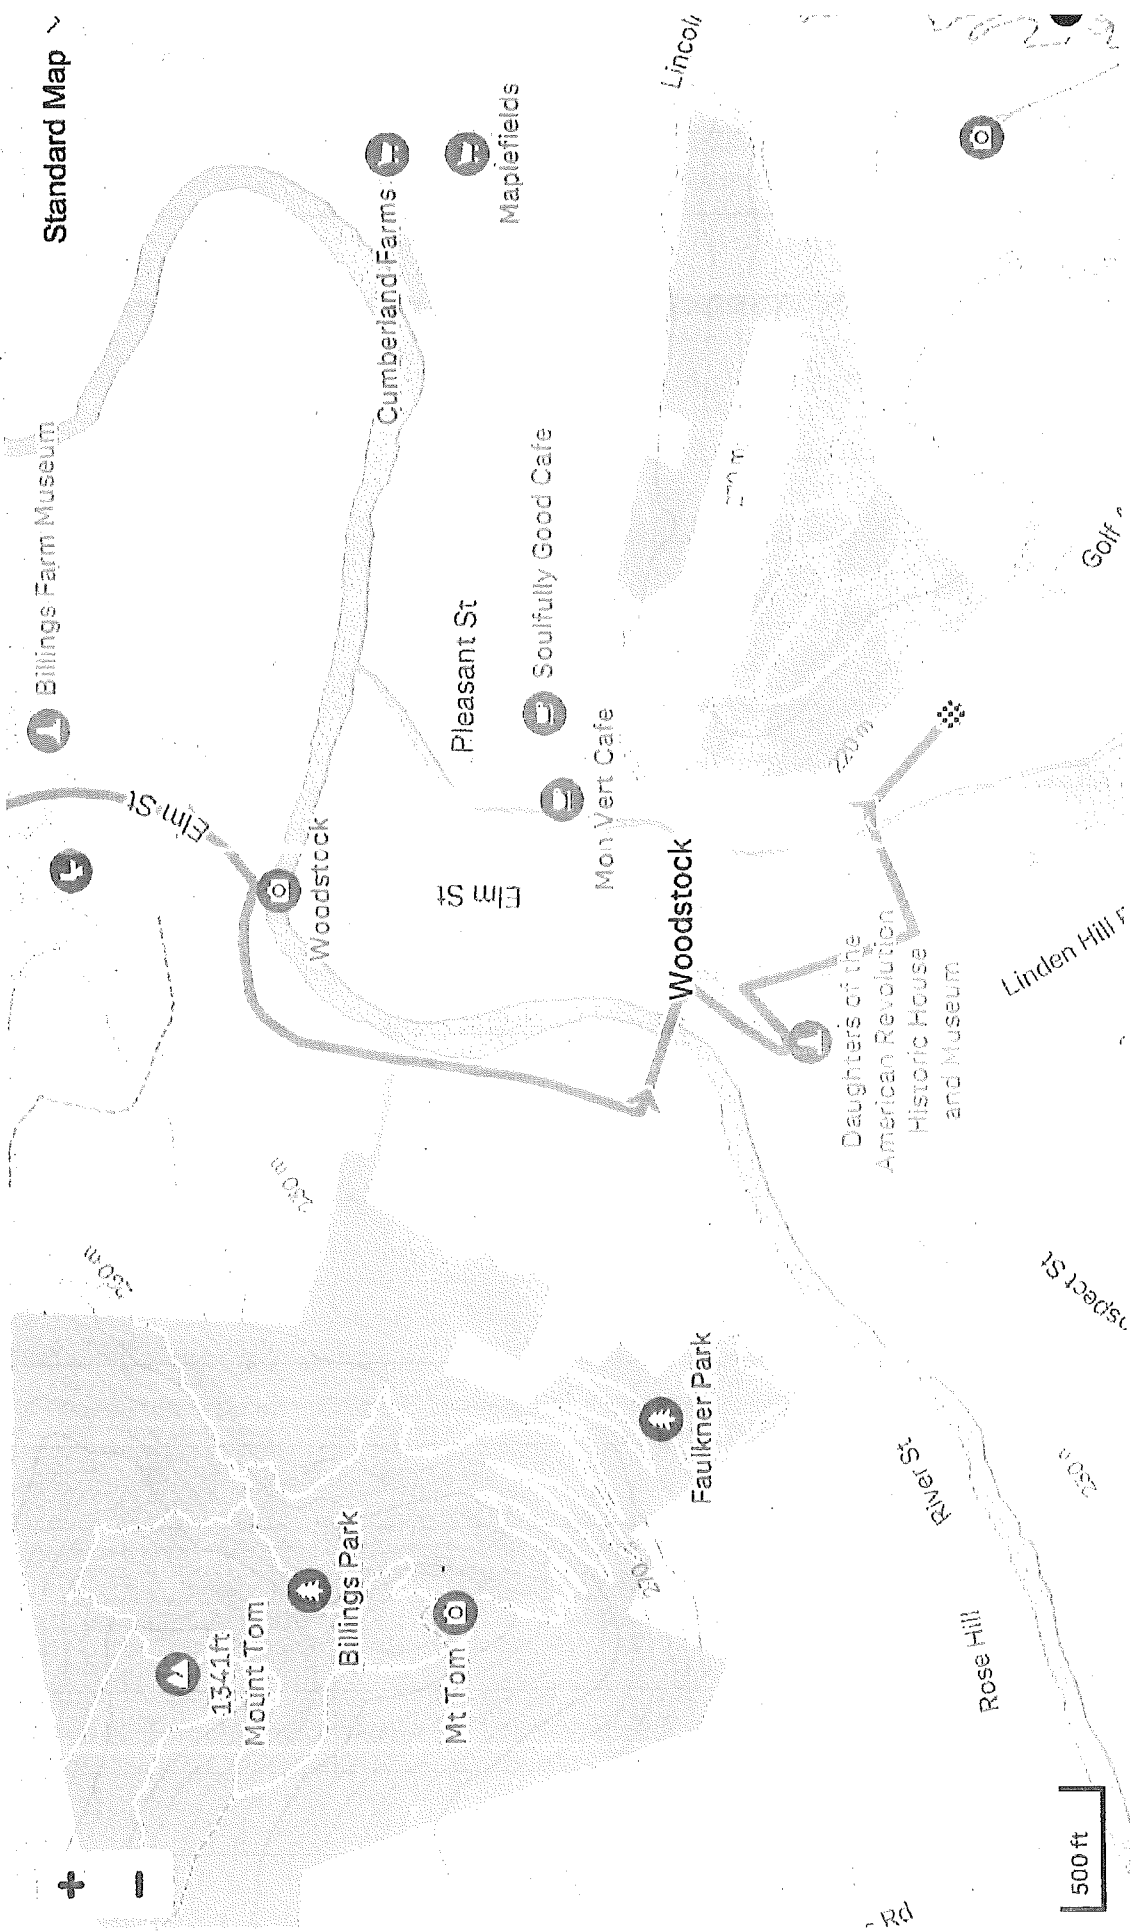 Standard Map
Billings Farm Museum
Cumberland Farms
Maplefields
Elm St
Woodstock
Pleasant St
Soulfully Good Cafe
Elm St
Mon Vert Cafe
Woodstock
220 m
Daughters of the
American Revolution
Historic House
and Museum
Linden Hill
Golf
230 m
Faulkner Park
River St
Rose Hill
Billings Park
1341ft
Mount Tom
Mt Tom
+
−
500 ft
Rd